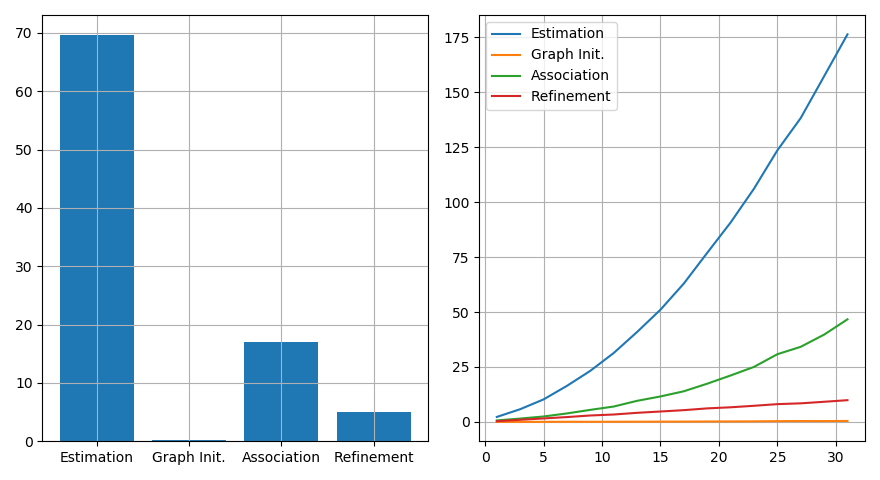 70
60
50
40
30
20
10
0
Estimation Graph Init. Association Refinement
Estimation
Graph Init.
Association
Refinement
175
150
125
100
75
50
25
0
0 5 10 15 20 25 30